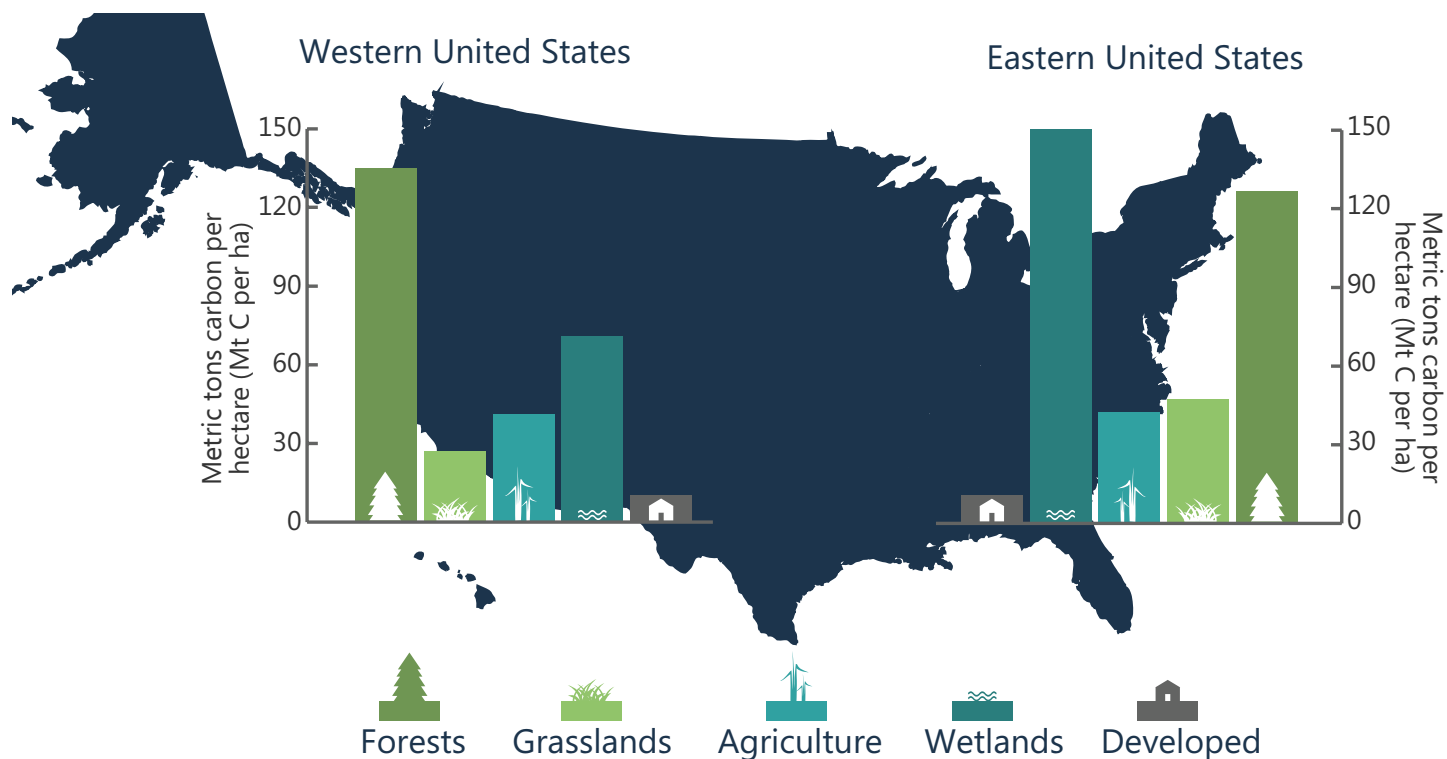 Western United States
Eastern United States
150
120
90
60
30
0
Metric tons carbon per
hectare (Mt C per ha)
150
120
90
60
30
0
Metric tons carbon per
hectare (Mt C per ha)
Forests
Grasslands
Agriculture
Wetlands
Developed